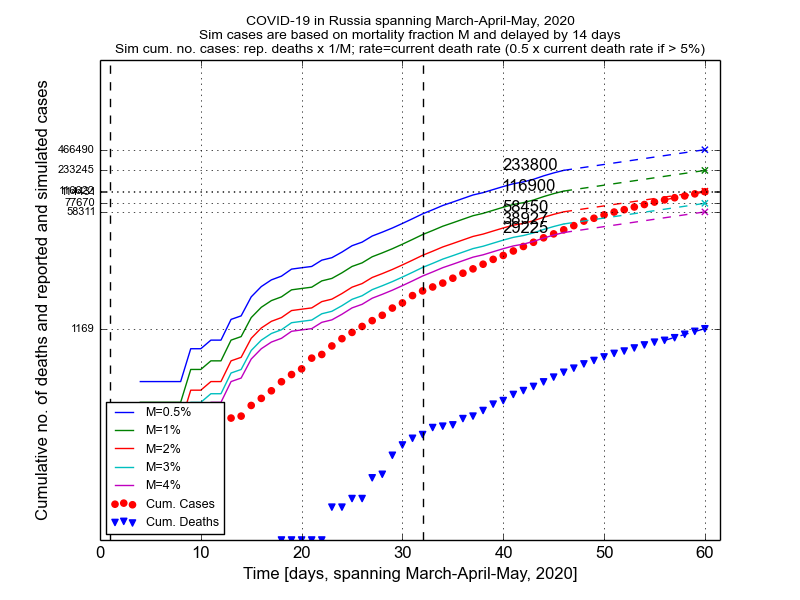 COVID-19 in Russia spanning March-April-May, 2020
Sim cases are based on mortality fraction M and delayed by 14 days
Sim cum. no. cases: rep. deaths x 1/M; rate=current death rate (0.5 x current death rate if > 5%)
Cumulative no. of deaths and reported and simulated cases
466490
233245
77670
58311
1169
233800
116900
58450
38927
29225
M=0.5%
M=1%
M=2%
M=3%
M=4%
Cum. Cases
Cum. Deaths
0 10 20 30 40 50 60
Time [days, spanning March-April-May, 2020]